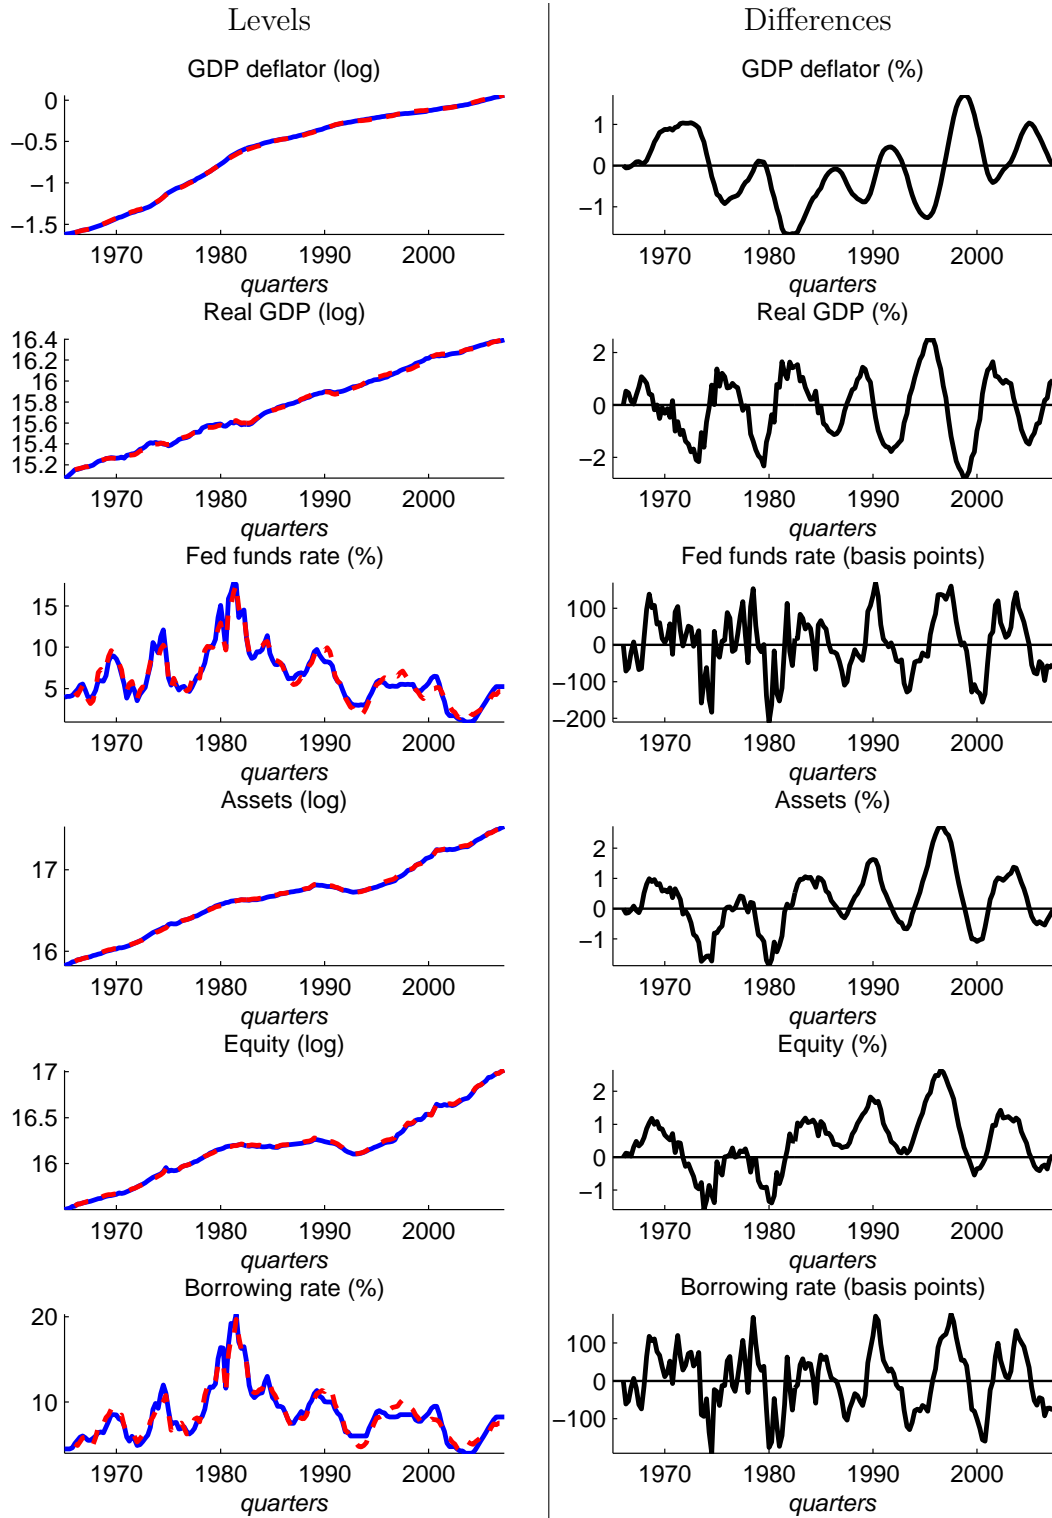 Levels
Differences
GDP deflator (log)
0
−0.5
−1
−1.5
1970 1980 1990 2000
quarters
GDP deflator (%)
1
0
−1
1970 1980 1990 2000
quarters
Real GDP (log)
16.4
16.2
16
15.8
15.6
15.4
15.2
1970 1980 1990 2000
quarters
Real GDP (%)
2
0
−2
1970 1980 1990 2000
quarters
Fed funds rate (%)
15
10
5
1970 1980 1990 2000
quarters
Fed funds rate (basis points)
100
0
−100
−200
1970 1980 1990 2000
quarters
Assets (log)
17
16
1970 1980 1990 2000
quarters
Assets (%)
2
1
0
−1
1970 1980 1990 2000
quarters
Equity (log)
17
16.5
16
1970 1980 1990 2000
quarters
Equity (%)
2
1
0
−1
1970 1980 1990 2000
quarters
Borrowing rate (%)
20
10
1970 1980 1990 2000
quarters
Borrowing rate (basis points)
100
0
−100
1970 1980 1990 2000
quarters